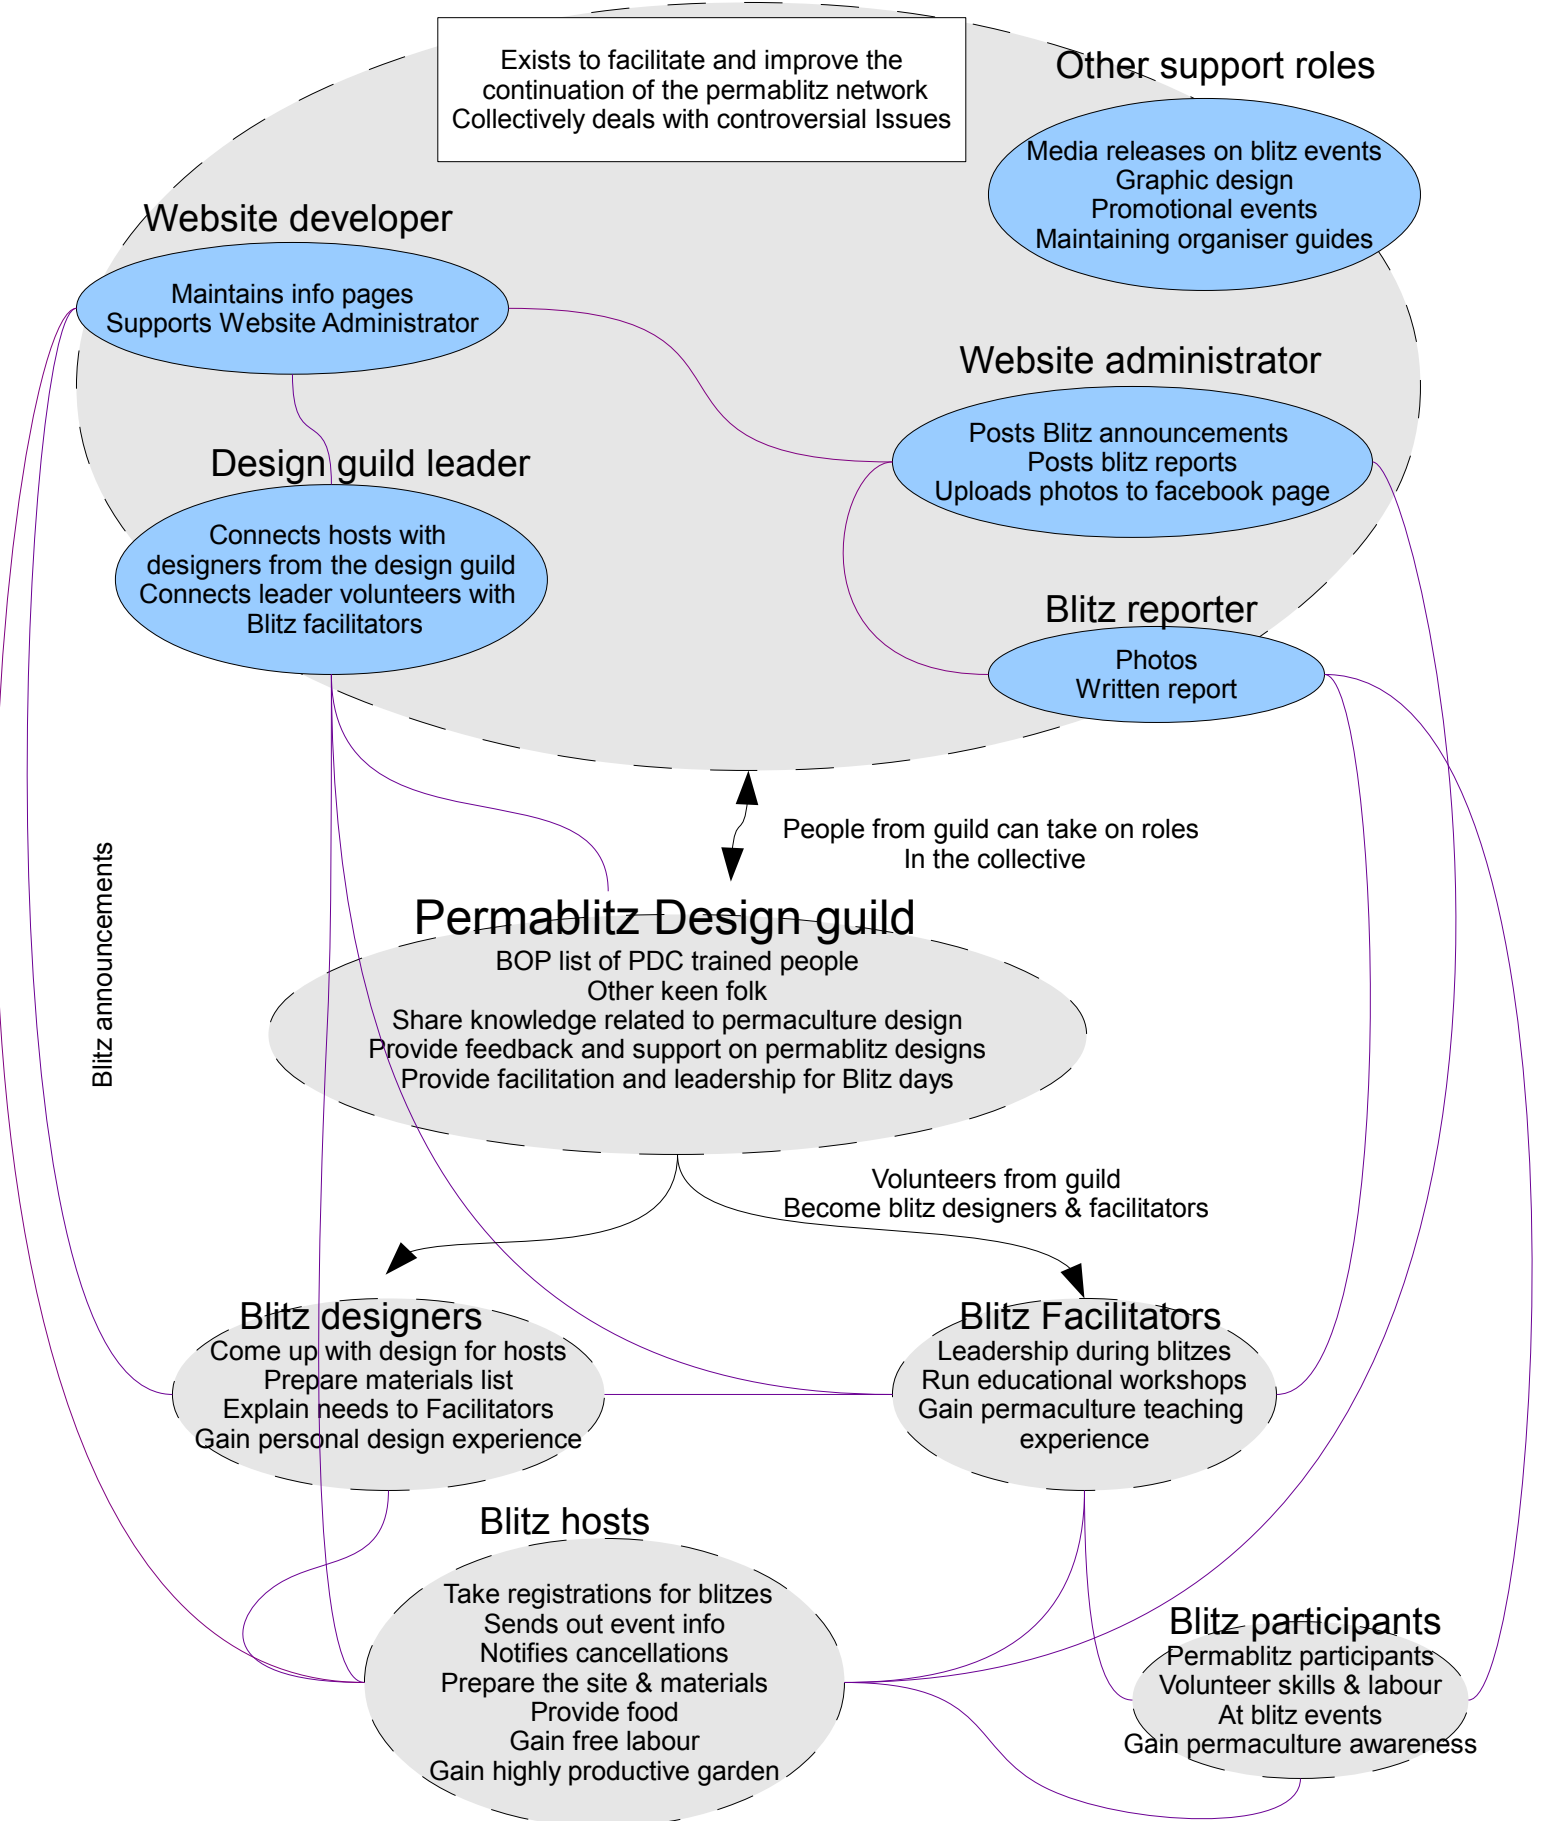 Exists to facilitate and improve the
continuation of the permablitz network
Collectively deals with controversial Issues
Other support roles
Media releases on blitz events
Graphic design
Promotional events
Maintaining organiser guides
Website developer
Maintains info pages
Supports Website Administrator
Website administrator
Posts Blitz announcements
Posts blitz reports
Uploads photos to facebook page
Design guild leader
Connects hosts with
designers from the design guild
Connects leader volunteers with
Blitz facilitators
Blitz reporter
Photos
Written report
People from guild can take on roles
In the collective
Blitz announcements
Permablitz Design guild
BOP list of PDC trained people
Other keen folk
Share knowledge related to permaculture design
Provide feedback and support on permablitz designs
Provide facilitation and leadership for Blitz days
Volunteers from guild
Become blitz designers & facilitators
Blitz designers
Come up with design for hosts
Prepare materials list
Explain needs to Facilitators
Gain personal design experience
Blitz Facilitators
Leadership during blitzes
Run educational workshops
Gain permaculture teaching
experience
Blitz hosts
Take registrations for blitzes
Sends out event info
Notifies cancellations
Prepare the site & materials
Provide food
Gain free labour
Gain highly productive garden
Blitz participants
Permablitz participants
Volunteer skills & labour
At blitz events
Gain permaculture awareness